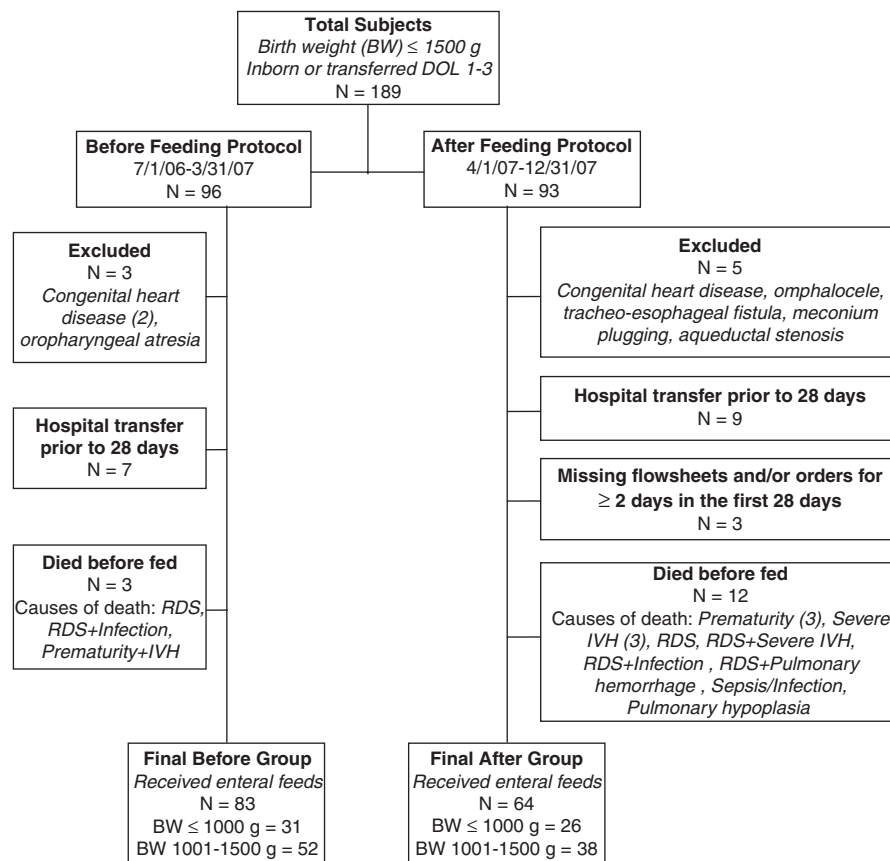 Total Subjects
Birth weight (BW) ≤ 1500 g
Inborn or transferred DOL 1-3
N = 189
Before Feeding Protocol
7/1/06-3/31/07
N = 96
After Feeding Protocol
4/1/07-12/31/07
N = 93
Excluded
N = 3
Congenital heart
disease (2),
oropharyngeal atresia
Excluded
N = 5
Congenital heart disease, omphalocele,
tracheo-esophageal fistula, meconium
plugging, aqueductal stenosis
Hospital transfer
prior to 28 days
N = 7
Hospital transfer prior to 28 days
N = 9
Missing flowsheets and/or orders for
≥ 2 days in the first 28 days
N = 3
Died before fed
N = 3
Causes of death: RDS,
RDS+Infection,
Prematurity+IVH
Died before fed
N = 12
Causes of death: Prematurity (3), Severe
IVH (3), RDS, RDS+Severe IVH,
RDS+Infection , RDS+Pulmonary
hemorrhage , Sepsis/Infection,
Pulmonary hypoplasia
Final Before Group
Received enteral feeds
N = 83
BW ≤ 1000 g = 31
BW 1001-1500 g = 52
Final After Group
Received enteral feeds
N = 64
BW ≤ 1000 g = 26
BW 1001-1500 g = 38